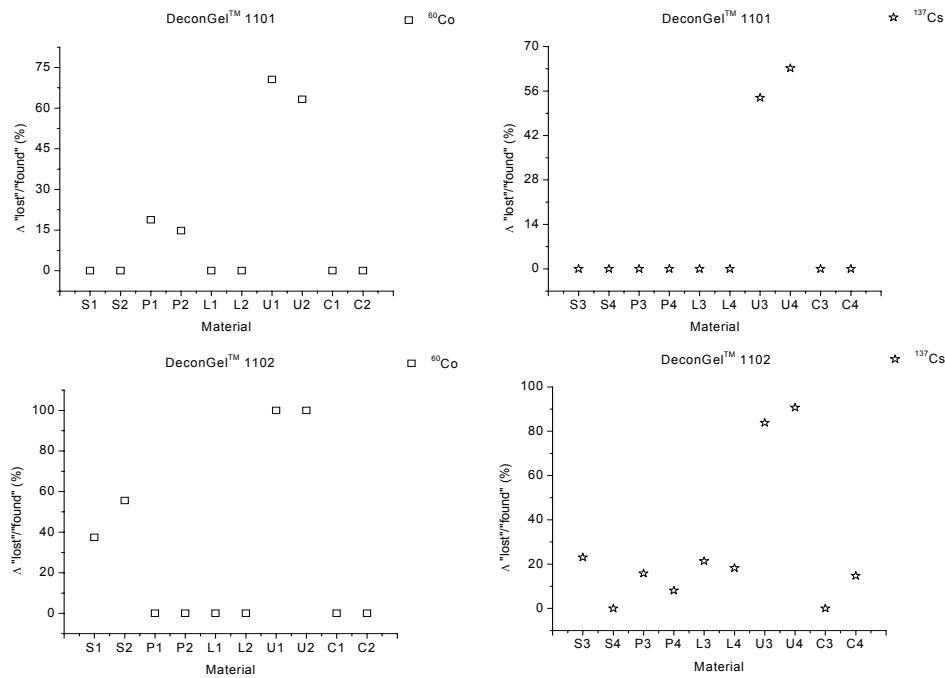 DeconGel™ 1101
⁶⁰Co
Λ "lost"/"found" (%)
75
60
45
30
15
0
S1 S2 P1 P2 L1 L2 U1 U2 C1 C2
Material
DeconGel™ 1101
¹³⁷Cs
Λ "lost"/"found" (%)
70
56
42
28
14
0
S3 S4 P3 P4 L3 L4 U3 U4 C3 C4
Material
DeconGel™ 1102
⁶⁰Co
Λ "lost"/"found" (%)
100
80
60
40
20
0
S1 S2 P1 P2 L1 L2 U1 U2 C1 C2
Material
DeconGel™ 1102
¹³⁷Cs
Λ "lost"/"found" (%)
100
80
60
40
20
0
S3 S4 P3 P4 L3 L4 U3 U4 C3 C4
Material